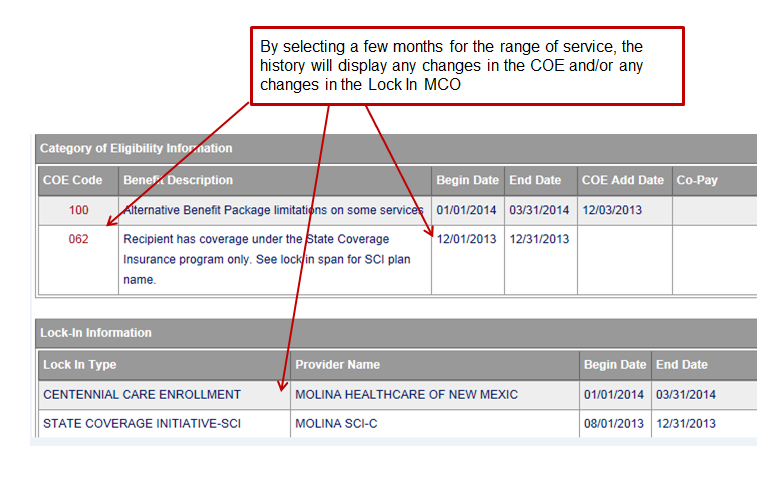 By selecting a few months for the range of service, the
history will display any changes in the COE and/or any
changes in the Lock In MCO
Category of Eligibility Information
COE Code Benefit Description Begin Date End Date COE Add Date Co-Pay
100 Alternative Benefit Package limitations on some services 01/01/2014 03/31/2014 12/03/2013
062 Recipient has coverage under the State Coverage 12/01/2013 12/31/2013
Insurance program only. See lock in span for SCI plan
name.
Lock-In Information
Lock In Type Provider Name Begin Date End Date
CENTENNIAL CARE ENROLLMENT MOLINA HEALTHCARE OF NEW MEXIC 01/01/2014 03/31/2014
STATE COVERAGE INITIATIVE-SCI MOLINA SCI-C 08/01/2013 12/31/2013